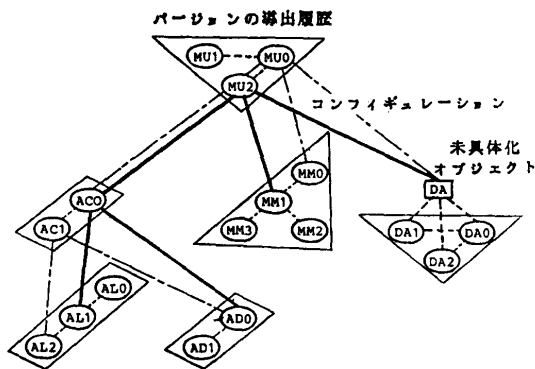 バージョンの導出履歴
MU1
MU0
MU2
コンフィギュレーション
未具体化
オブジェクト
AC0
AC1
MM0
MM1
MM3
MM2
DA
DA1
DA0
DA2
AL0
AL1
AL2
AD0
AD1